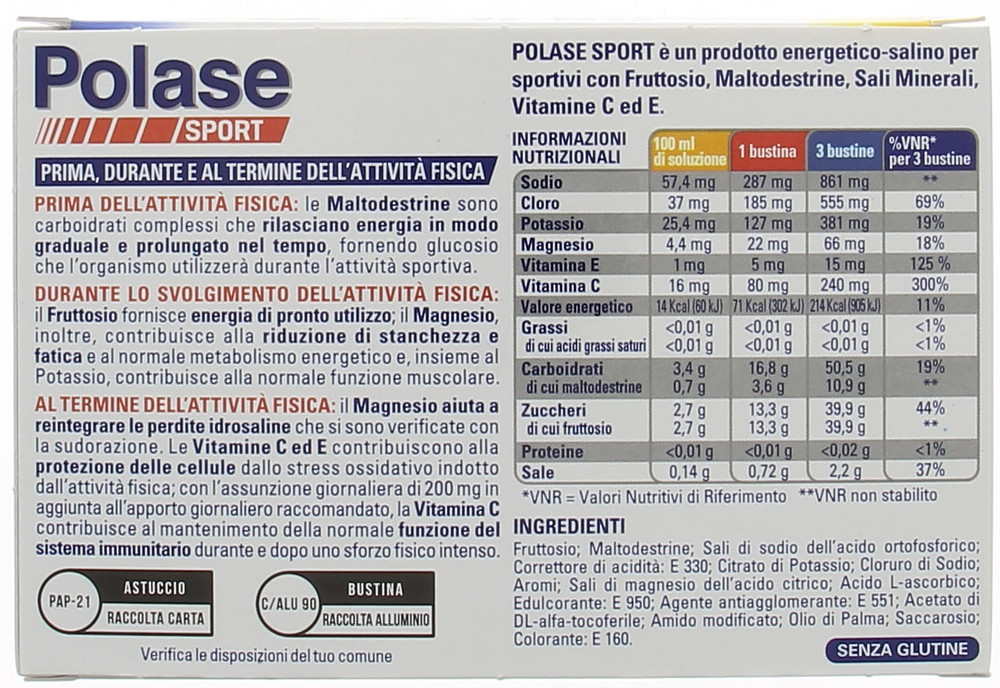 Polase
SPORT
PRIMA, DURANTE E AL TERMINE DELL'ATTIVITÀ FISICA
PRIMA DELL'ATTIVITÀ FISICA: le Maltodestrine sono
carboidrati complessi che rilasciano energia in modo
graduale e prolungato nel tempo, fornendo glucosio
che l'organismo utilizzerà durante l'attività sportiva.
DURANTE LO SVOLGIMENTO DELL'ATTIVITÀ FISICA:
il Fruttosio fornisce energia di pronto utilizzo; il Magnesio,
inoltre, contribuisce alla riduzione di stanchezza e
fatica e al normale metabolismo energetico e, insieme al
Potassio, contribuisce alla normale funzione muscolare.
AL TERMINE DELL'ATTIVITÀ FISICA: il Magnesio aiuta a
reintegrare le perdite idrosaline che si sono verificate con
la sudorazione. Le Vitamine C ed E contribuiscono alla
protezione delle cellule dallo stress ossidativo indotto
dall'attività fisica; con l'assunzione giornaliera di 200 mg in
aggiunta all'apporto giornaliero raccomandato, la Vitamina C
contribuisce al mantenimento della normale funzione del
sistema immunitario durante e dopo uno sforzo fisico intenso.
PAP-21 ASTUCCIO
RACCOLTA CARTA
C/ALU 90 BUSTINA
RACCOLTA ALLUMINIO
Verifica le disposizioni del tuo comune
POLASE SPORT è un prodotto energetico-salino per
sportivi con Fruttosio, Maltodestrine, Sali Minerali,
Vitamine C ed E.
INFORMAZIONI NUTRIZIONALI 100 ml di soluzione 1 bustina 3 bustine %VNR* per 3 bustine
Sodio 57,4 mg 287 mg 861 mg **
Cloro 37 mg 185 mg 555 mg 69%
Potassio 25,4 mg 127 mg 381 mg 19%
Magnesio 4,4 mg 22 mg 66 mg 18%
Vitamina E 1 mg 5 mg 15 mg 125 %
Vitamina C 16 mg 80 mg 240 mg 300%
Valore energetico 14 Kcal (60 kJ) 71 Kcal (302 kJ) 214 Kcal (905 kJ) 11%
Grassi <0,01 g <0,01 g <0,01 g <1%
di cui acidi grassi saturi <0,01 g <0,01 g <0,01 g <1%
Carboidrati 3,4 g 16,8 g 50,5 g 19%
di cui maltodestrine 0,7 g 3,6 g 10,9 g **
Zuccheri 2,7 g 13,3 g 39,9 g 44%
di cui fruttosio 2,7 g 13,3 g 39,9 g **
Proteine <0,01 g <0,01 g <0,02 g <1%
Sale 0,14 g 0,72 g 2,2 g 37%
*VNR = Valori Nutritivi di Riferimento **VNR non stabilito
INGREDIENTI
Fruttosio; Maltodestrine; Sali di sodio dell'acido ortofosforico;
Correttore di acidità: E 330; Citrato di Potassio; Cloruro di Sodio;
Aromi; Sali di magnesio dell'acido citrico; Acido L-ascorbico;
Edulcorante: E 950; Agente antiagglomerante: E 551; Acetato di
DL-alfa-tocoferile; Amido modificato; Olio di Palma; Saccarosio;
Colorante: E 160.
SENZA GLUTINE